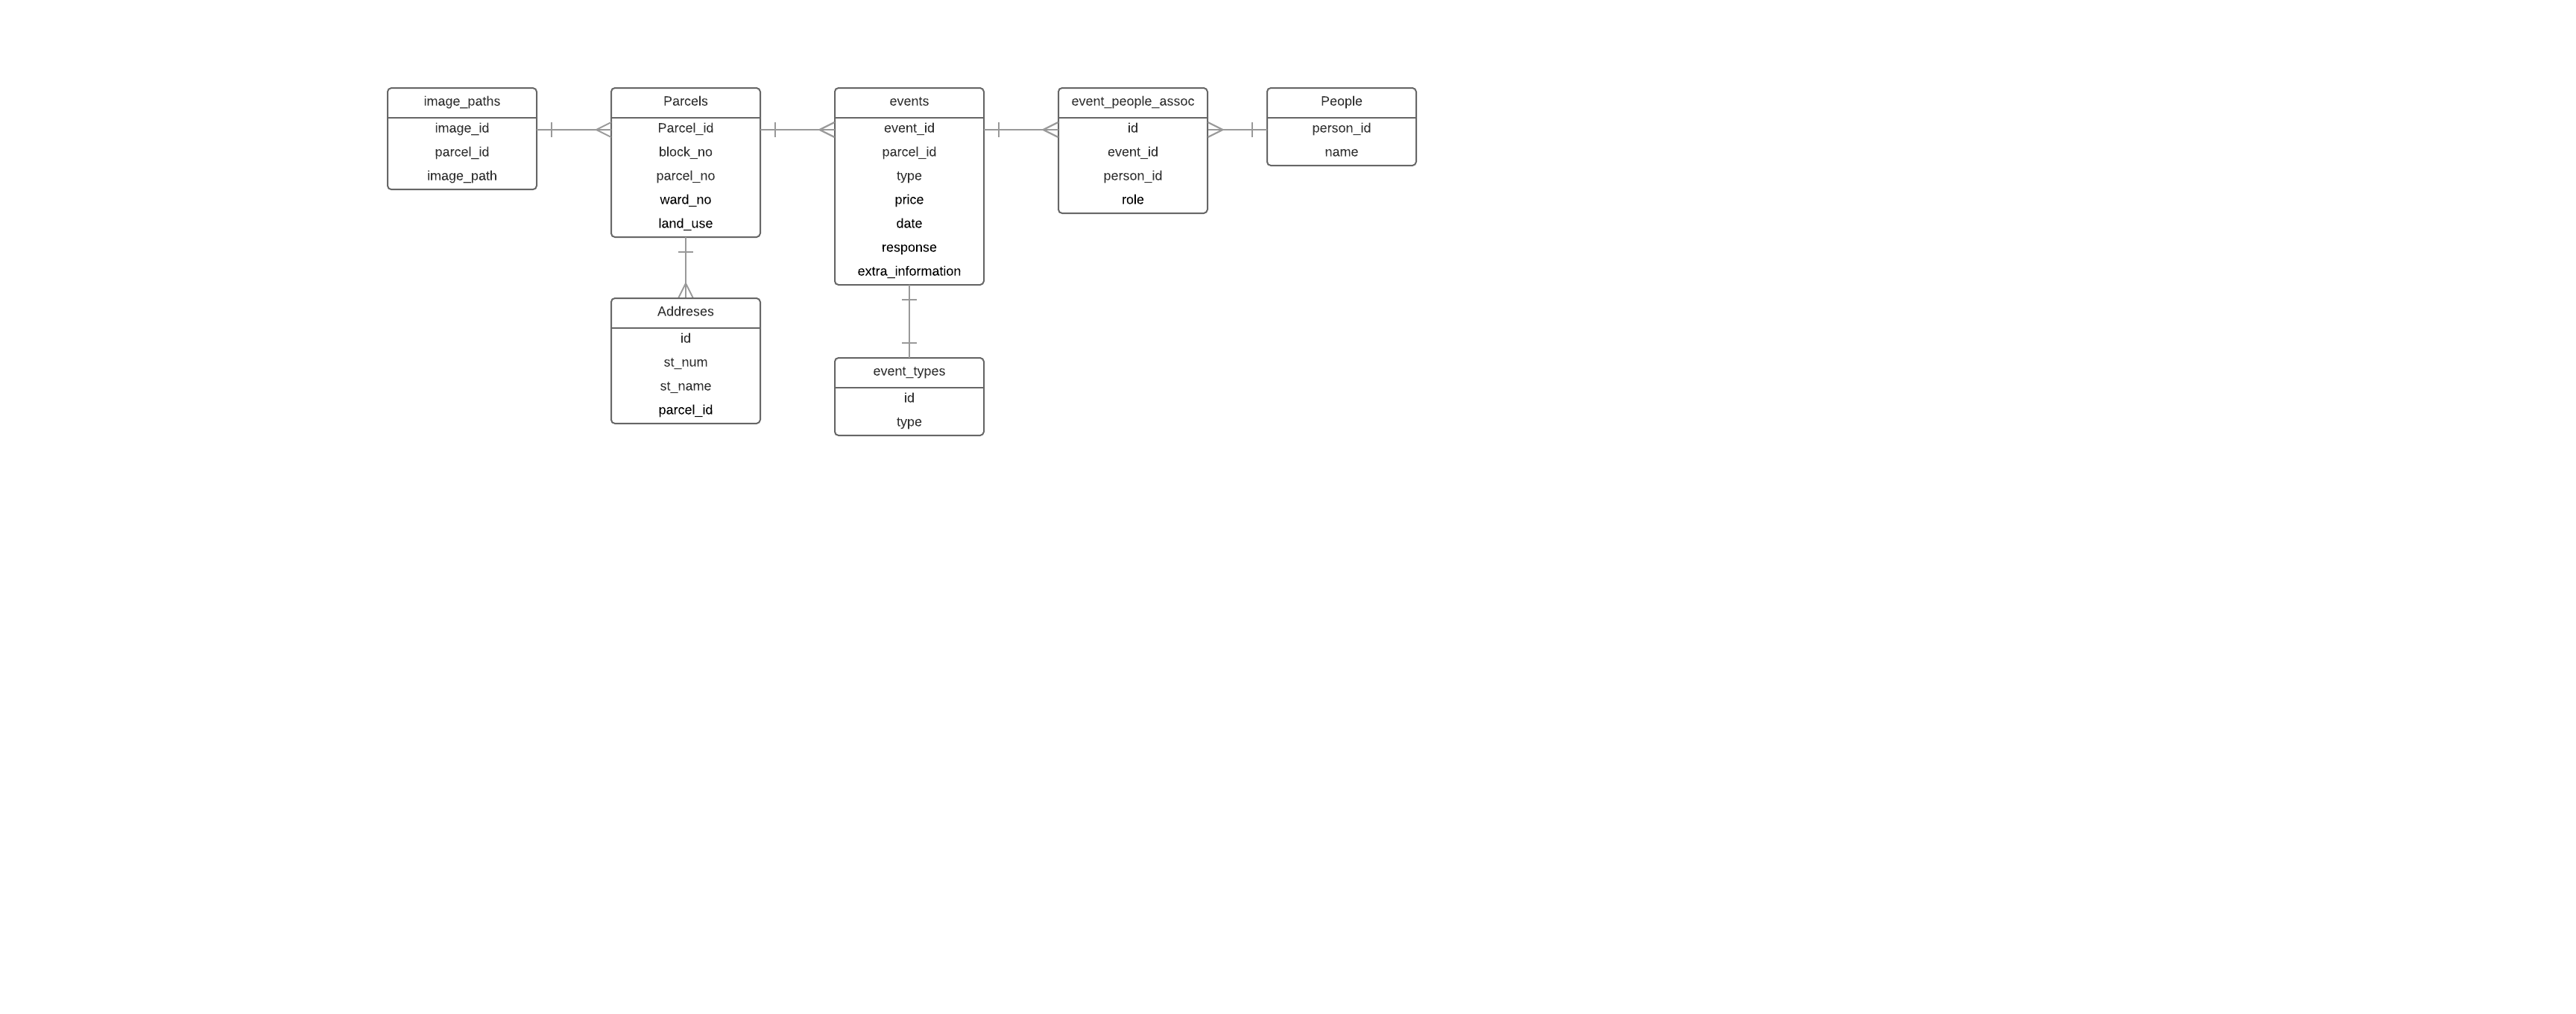 image_paths
image_id
parcel_id
image_path
Parcels
Parcel_id
block_no
parcel_no
ward_no
land_use
events
event_id
parcel_id
type
price
date
response
extra_information
event_people_assoc
id
event_id
person_id
role
People
person_id
name
Addreses
id
st_num
st_name
parcel_id
event_types
id
type